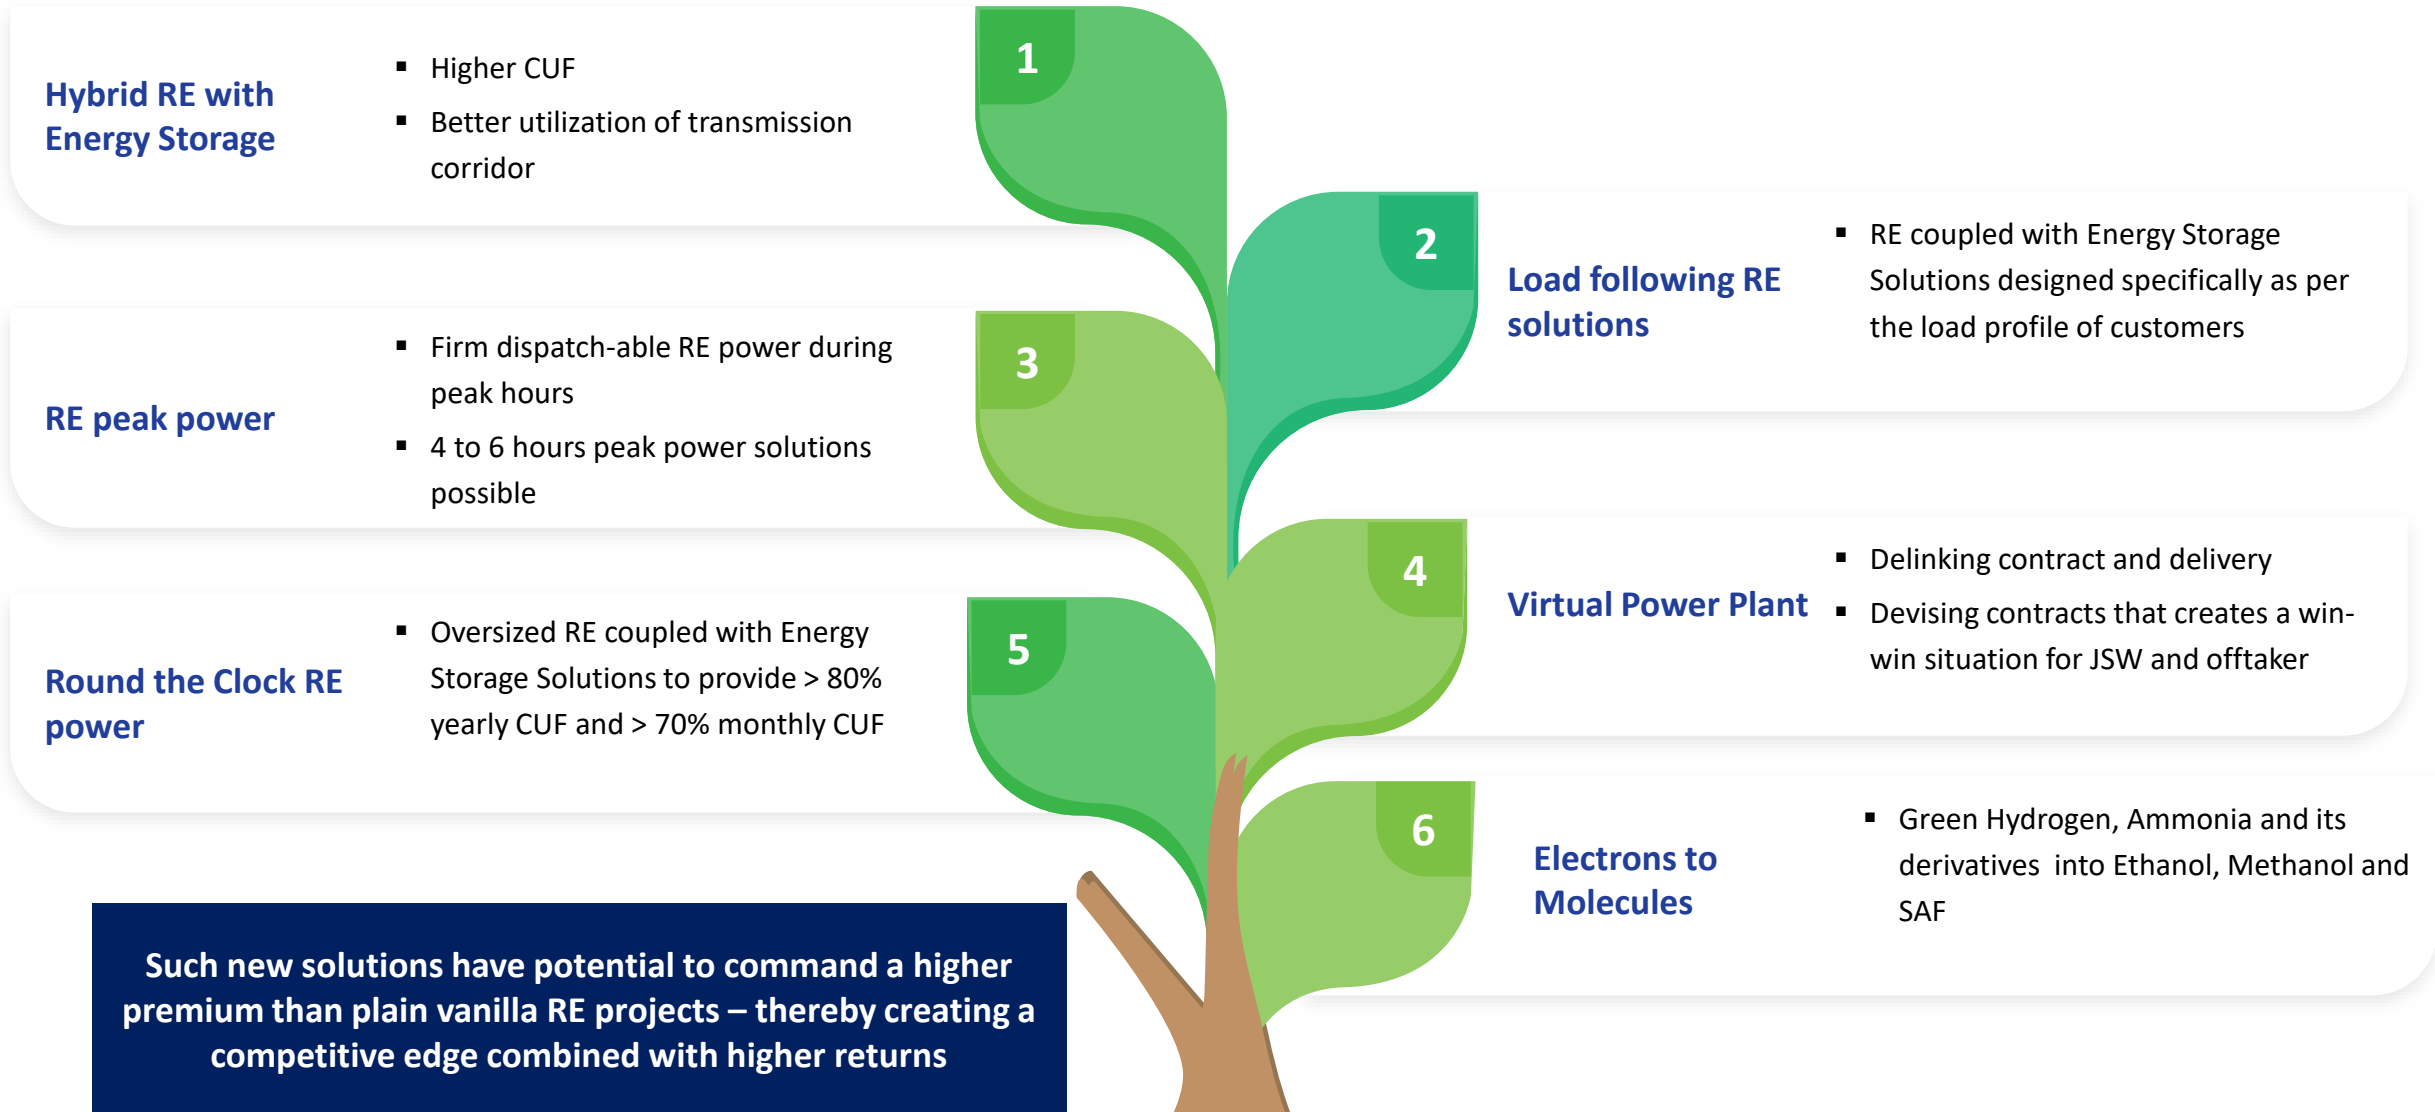 1
Hybrid RE with
Energy Storage
▪ Higher CUF
▪ Better utilization of transmission
corridor
2
Load following RE
solutions
▪ RE coupled with Energy Storage
Solutions designed specifically as per
the load profile of customers
3
RE peak power
▪ Firm dispatch-able RE power during
peak hours
▪ 4 to 6 hours peak power solutions
possible
4
Virtual Power Plant
▪ Delinking contract and delivery
▪ Devising contracts that creates a win-
win situation for JSW and offtaker
5
Round the Clock RE
power
▪ Oversized RE coupled with Energy
Storage Solutions to provide > 80%
yearly CUF and > 70% monthly CUF
6
Electrons to
Molecules
▪ Green Hydrogen, Ammonia and its
derivatives into Ethanol, Methanol and
SAF
Such new solutions have potential to command a higher
premium than plain vanilla RE projects – thereby creating a
competitive edge combined with higher returns